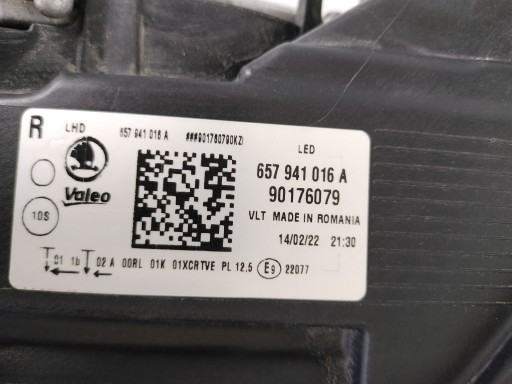 R LHD 657 941 016 A ###90176079OKZI
LED
Valeo
657 941 016 A
90176079
VLT MADE IN ROMANIA
10S
14/02/22 21:30
01 1b 02 A 00RL 01K 01XCRTVE PL 12.5 E9 22077